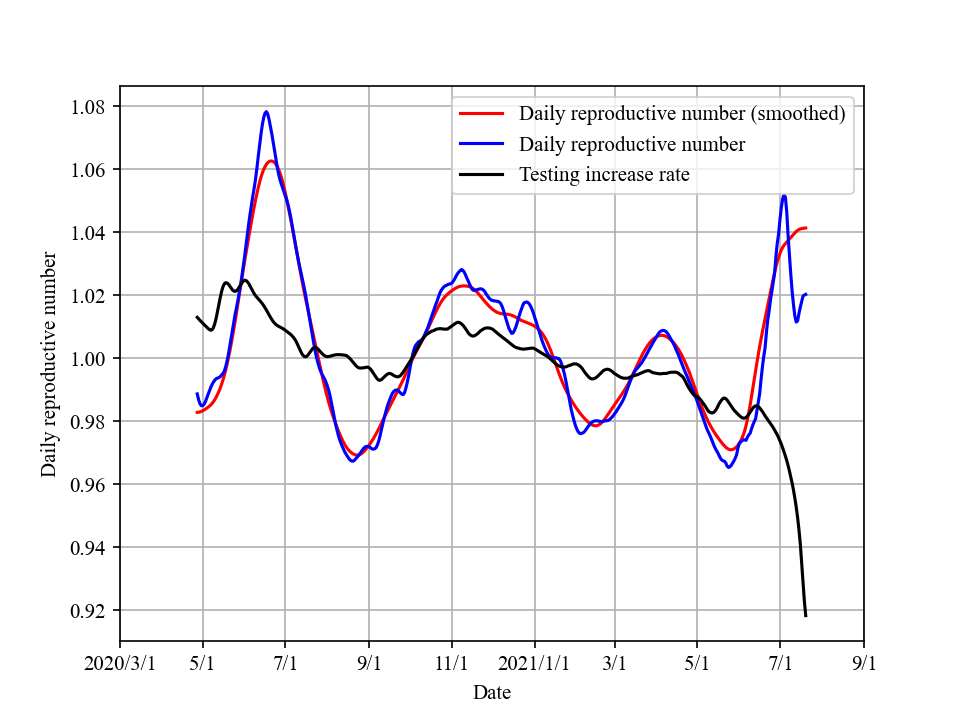 Daily reproductive number (smoothed)
Daily reproductive number
Testing increase rate
1.08
1.06
1.04
1.02
1.00
0.98
0.96
0.94
0.92
Daily reproductive number
2020/3/1 5/1 7/1 9/1 11/1 2021/1/1 3/1 5/1 7/1 9/1
Date